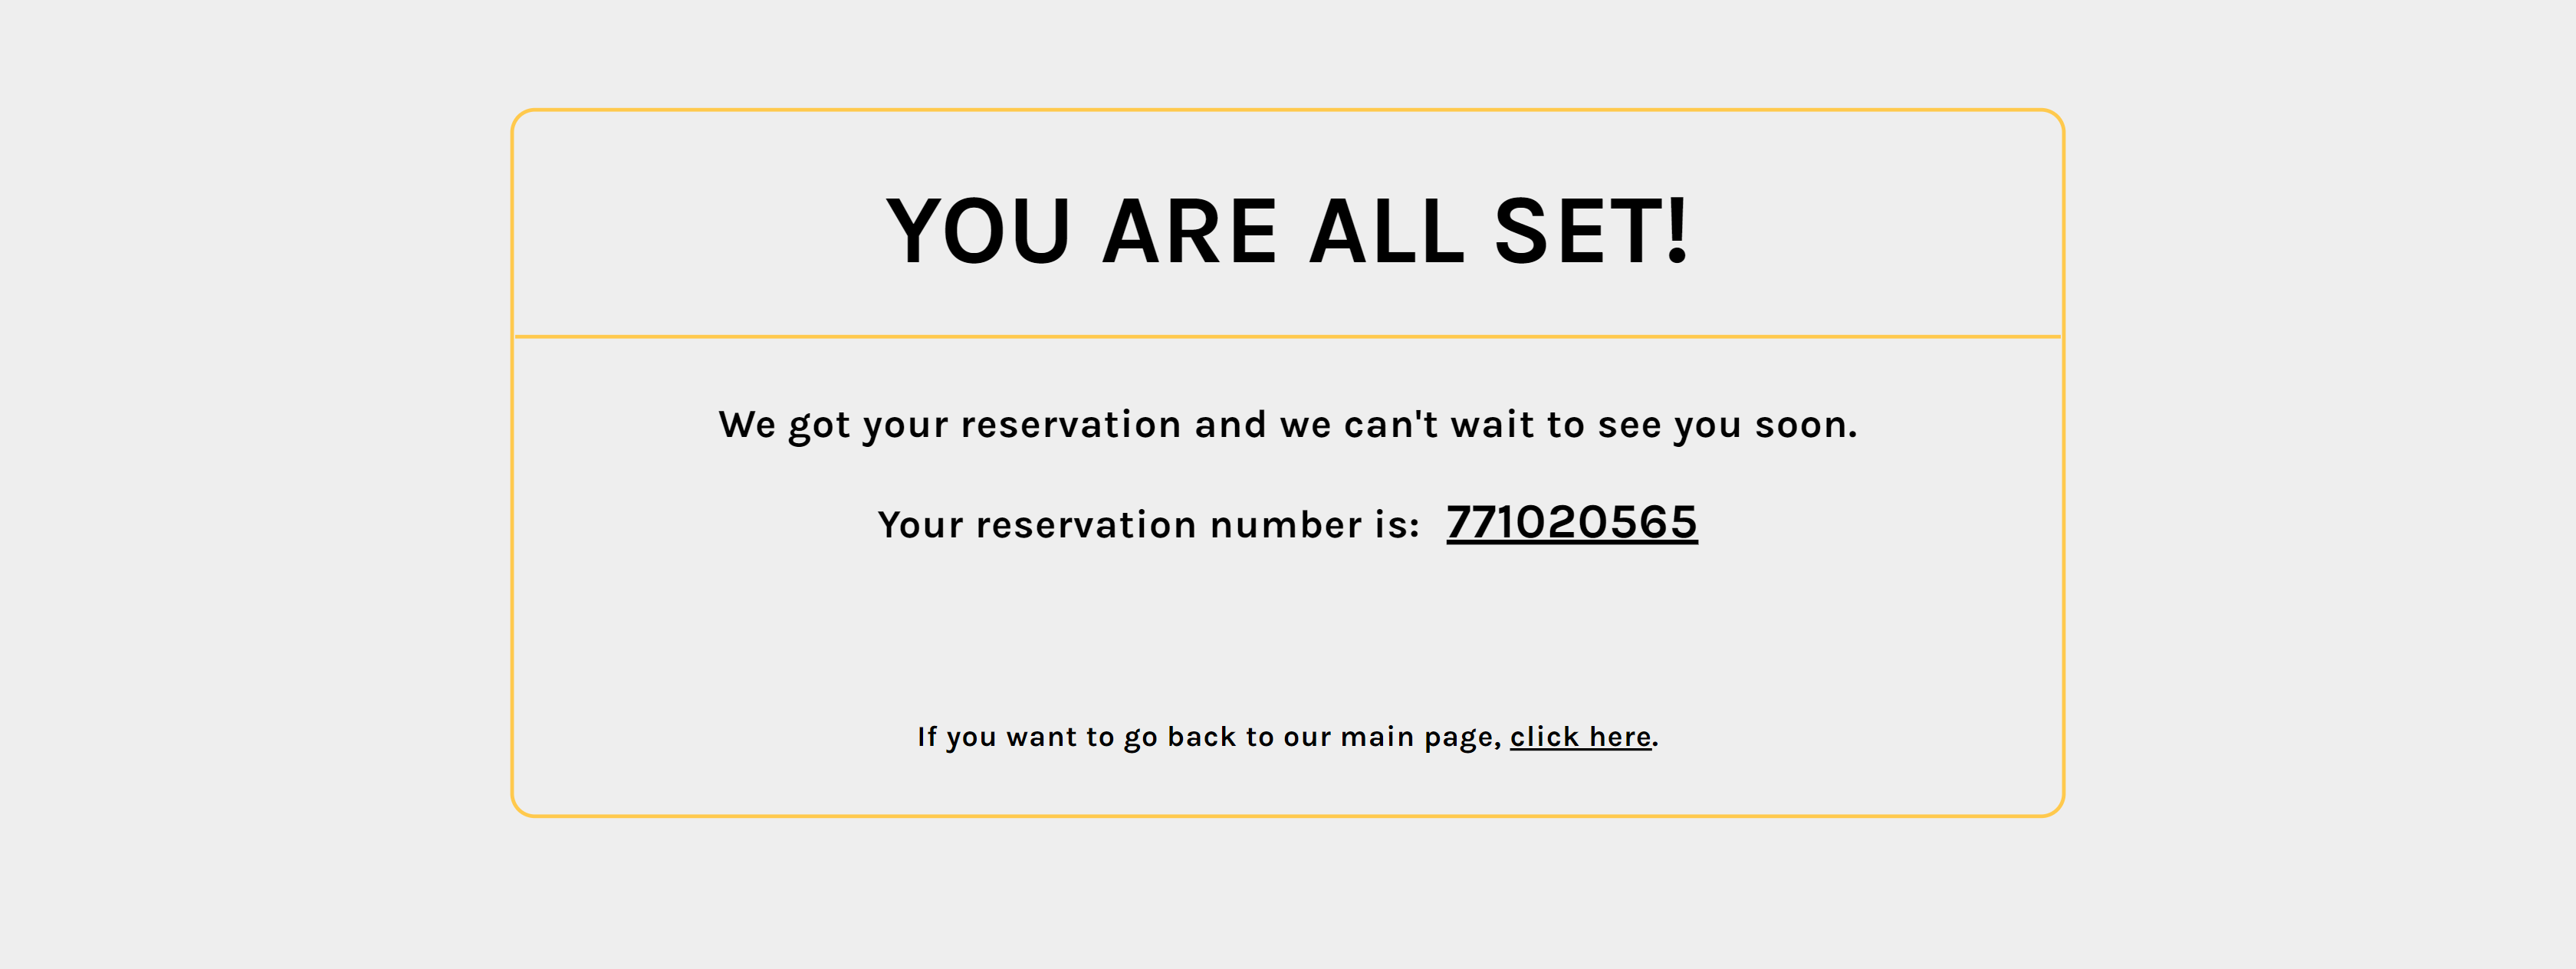 YOU ARE ALL SET!
We got your reservation and we can't wait to see you soon.
Your reservation number is: 771020565
If you want to go back to our main page, click here.